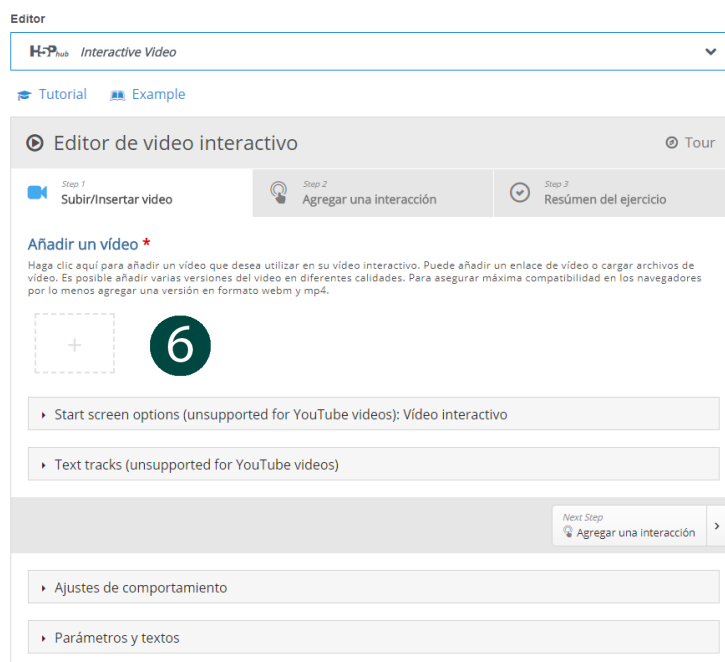 Editor
H5P hub Interactive Video
Tutorial Example
Editor de video interactivo Tour
Step 1
Subir/Insertar video
Step 2
Agregar una interacción
Step 3
Resúmen del ejercicio
Añadir un vídeo *
Haga clic aquí para añadir un vídeo que desea utilizar en su vídeo interactivo. Puede añadir un enlace de vídeo o cargar archivos de
vídeo. Es posible añadir varias versiones del video en diferentes calidades. Para asegurar máxima compatibilidad en los navegadores
por lo menos agregar una versión en formato webm y mp4.
+
6
Start screen options (unsupported for YouTube videos): Vídeo interactivo
Text tracks (unsupported for YouTube videos)
Next Step
Agregar una interacción
Ajustes de comportamiento
Parámetros y textos